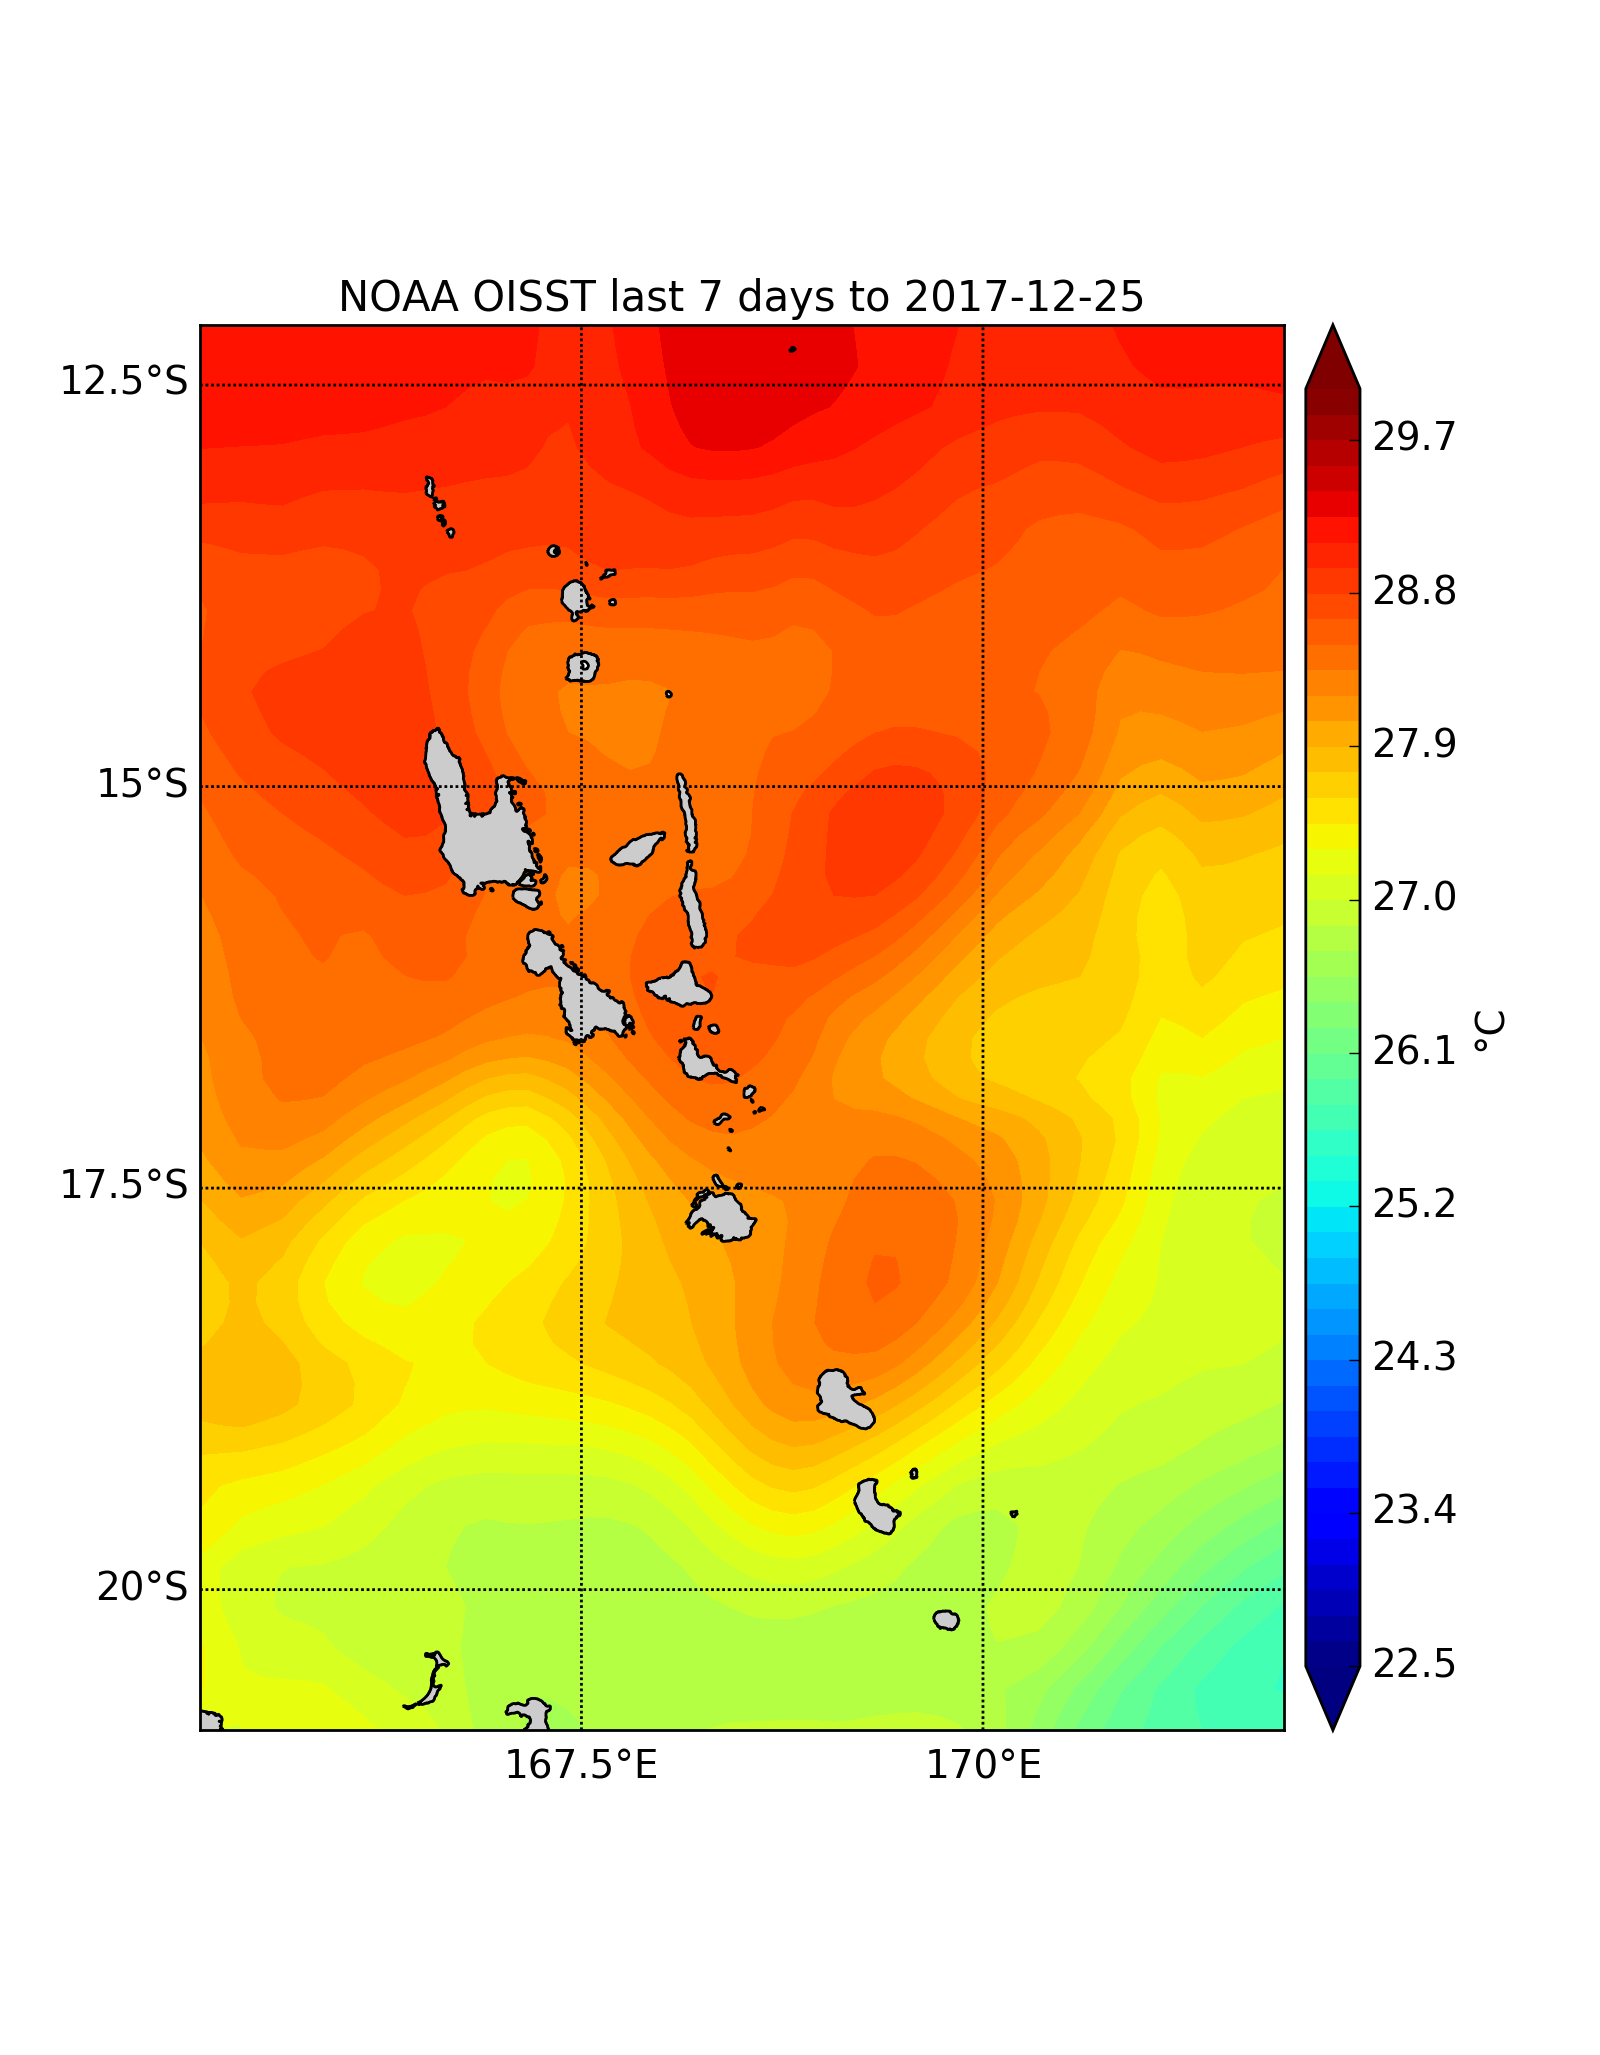 NOAA OISST last 7 days to 2017-12-25
12.5°S
15°S
17.5°S
20°S
167.5°E
170°E
29.7
28.8
27.9
27.0
26.1
25.2
24.3
23.4
22.5
°C